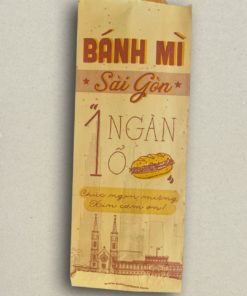 BÁNH MÌ
Sài Gòn
1 NGÀN
Ổ
Chúc ngon miệng
Xin cảm ơn!